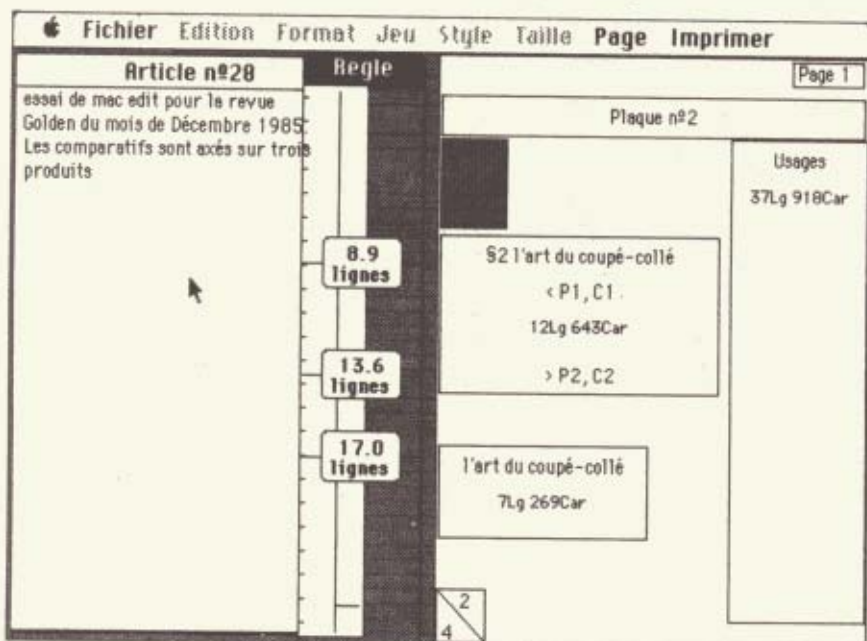 Fichier Edition Format Jeu Style Taille Page Imprimer
Article nº28
essai de mac edit pour la revue
Golden du mois de Décembre 1985
Les comparatifs sont axés sur trois
produits
Regle
8.9
lignes
13.6
lignes
17.0
lignes
Page 1
Plaque nº2
§2 l'art du coupé-collé
< P1, C1
12Lg 643Car
> P2, C2
l'art du coupé-collé
7Lg 269Car
Usages
37Lg 918Car
2
4